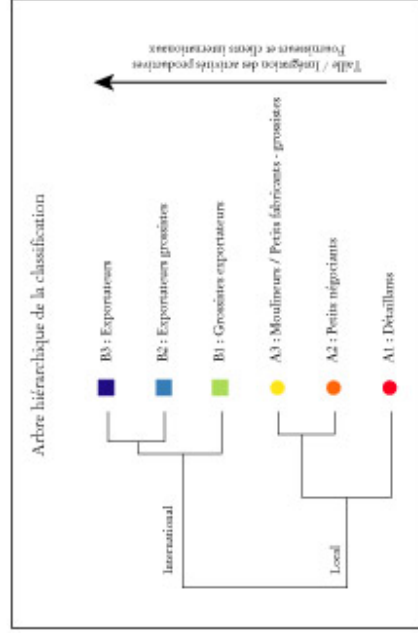 Arbre hiérarchique de la classification
International
Local
B3 : Exportateurs
B2 : Exportateurs grossistes
B1 : Grossistes exportateurs
A3 : Moulineurs / Petits fabricants - grossistes
A2 : Petits négociants
A1 : Détaillants
Taille / Intégration des activités productives
Fournisseurs et clients internationaux